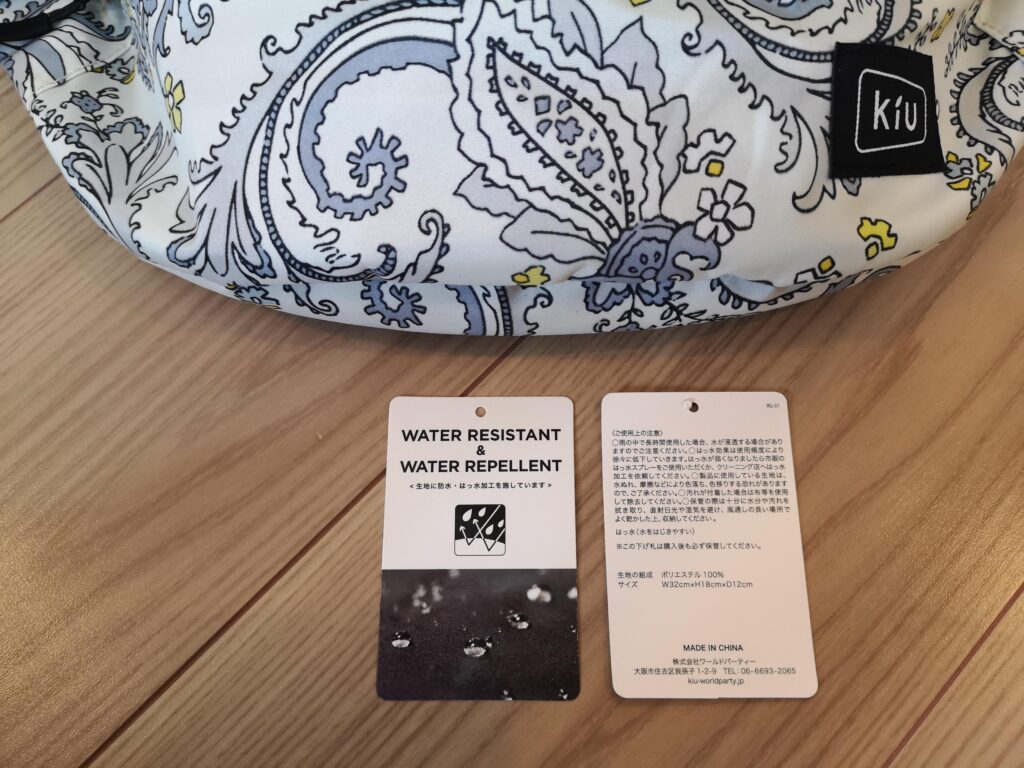 kiu
WATER RESISTANT
&
WATER REPELLENT
<生地に防水・はっ水加工を施しています>
RG-51
〈ご使用上の注意〉
○雨の中で長時間使用した場合、水が浸透する場合があり
ますのでご注意ください。○はっ水効果は使用頻度により
徐々に低下していきます。はっ水が弱くなりましたら市販の
はっ水スプレーをご使用いただくか、クリーニング店へはっ水
加工を依頼してください。○製品に使用している生地は、
水ぬれ、摩擦などにより色落ち、色移りする恐れがあります
ので、ご了承ください。○汚れが付着した場合は布等を使用
して除去してください。○保管の際は十分に水分や汚れを
拭き取り、直射日光や湿気を避け、風通しの良い場所で
よく乾かした上、収納してください。
はっ水(水をはじきやすい)
※この下げ札は購入後も必ず保管してください。
生地の組成 ポリエステル 100%
サイズ W32cm×H18cm×D12cm
MADE IN CHINA
株式会社ワールドパーティー
大阪市住吉区我孫子 1-2-9 TEL:06-6693-2065
kiu-worldparty.jp